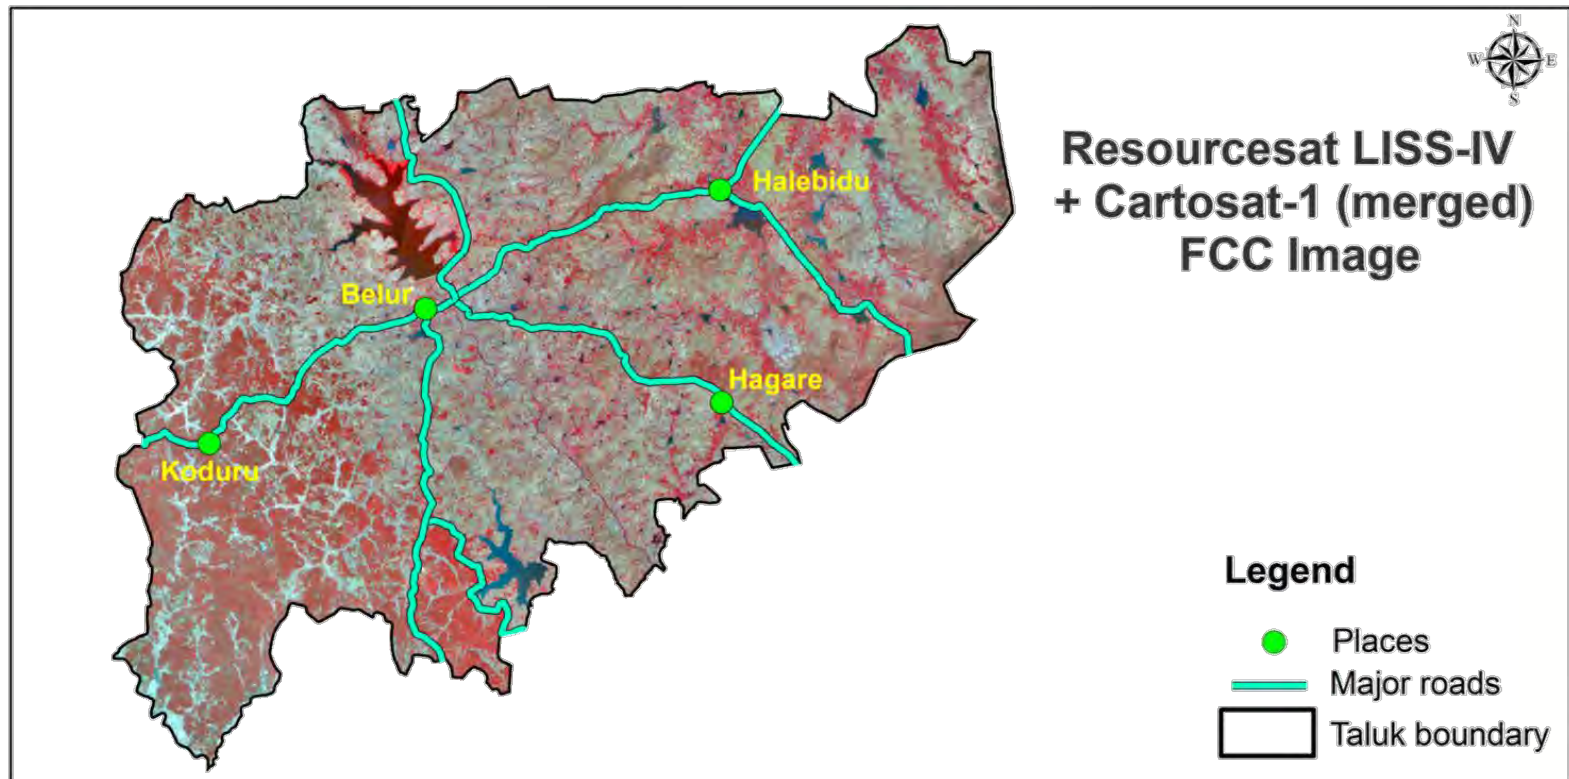 N
W E
S
Resourcesat LISS-IV
+ Cartosat-1 (merged)
FCC Image
Halebidu
Belur
Hagare
Koduru
Legend
Places
Major roads
Taluk boundary